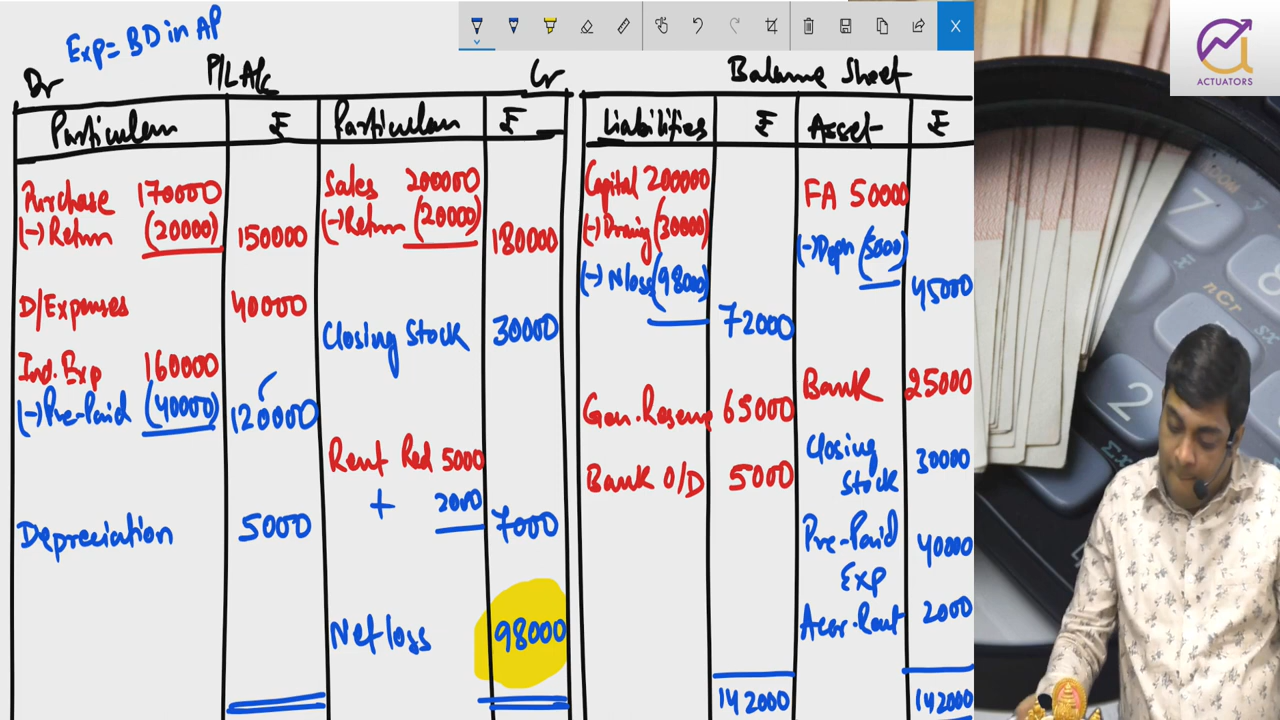 Exp = BD in AP
ACTUATORS
Dr P/L A/c Cr
Particulars ₹ Particulars ₹
Purchase 170000
(-) Return (20000) 150000
D/Expenses 40000
Ind. Exp 160000
(-) Pre-Paid (40000) 120000
Depreciation 5000
Sales 200000
(-) Return (20000) 180000
Closing Stock 30000
Rent Red 5000
+ 2000 7000
Net loss 98000
Balance Sheet
Liabilities ₹ Asset ₹
Capital 200000
(-) Drawing (30000)
(-) N loss (98000)
72000
Gen. Reserve 65000
Bank O/D 5000
142000
FA 50000
(-) Depn (5000)
45000
Bank 25000
Closing
Stock 30000
Pre-Paid 40000
Exp
Accr. Rent 2000
142000